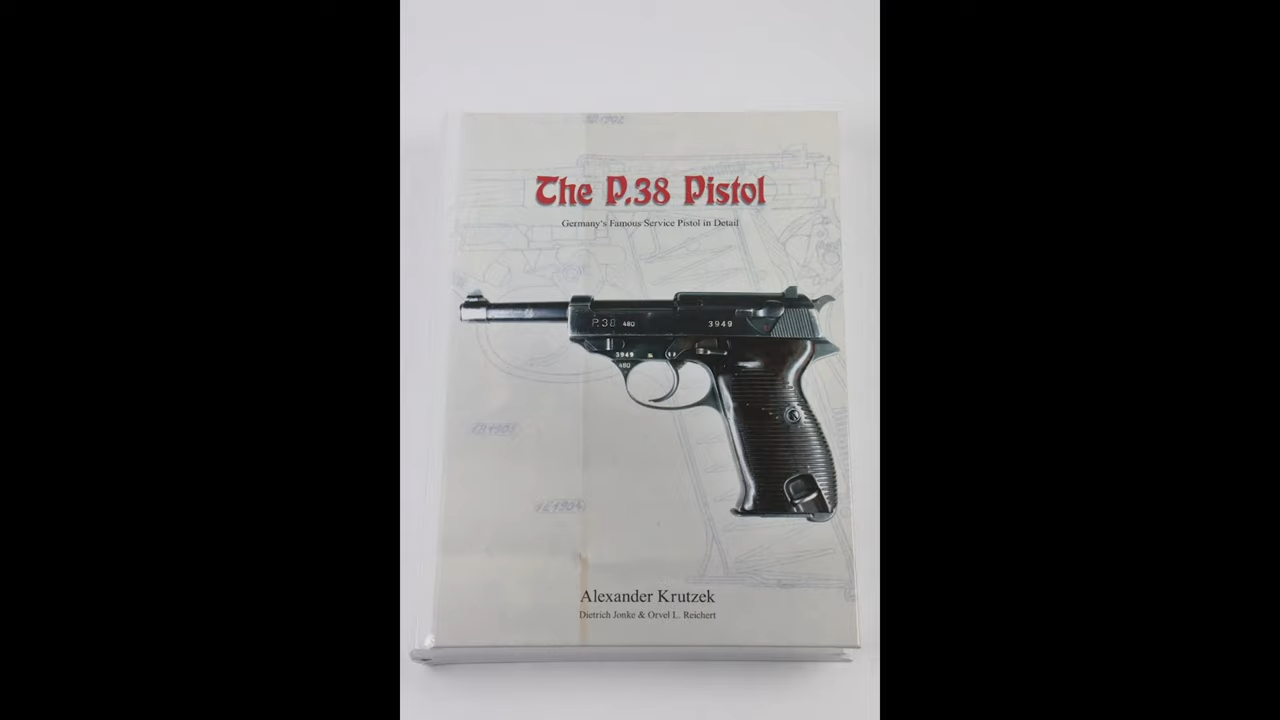 The P.38 Pistol
Germany's Famous Service Pistol in Detail
P.38 480 3949
3949
480
Alexander Krutzek
Dietrich Jonke & Orvel L. Reichert